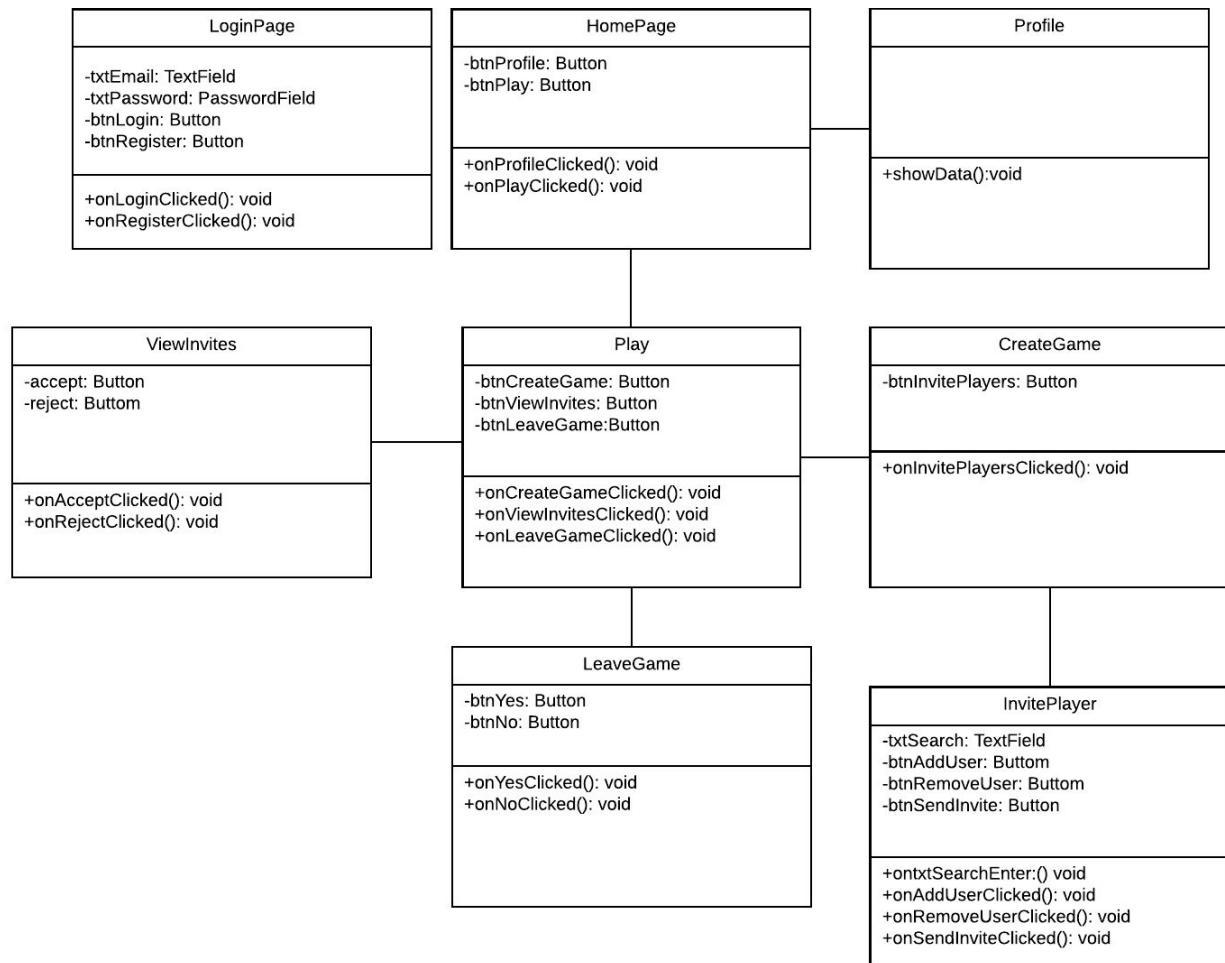 LoginPage
-txtEmail: TextField
-txtPassword: PasswordField
-btnLogin: Button
-btnRegister: Button
+onLoginClicked(): void
+onRegisterClicked(): void
HomePage
-btnProfile: Button
-btnPlay: Button
+onProfileClicked(): void
+onPlayClicked(): void
Profile
+showData():void
ViewInvites
-accept: Button
-reject: Buttom
+onAcceptClicked(): void
+onRejectClicked(): void
Play
-btnCreateGame: Button
-btnViewInvites: Button
-btnLeaveGame:Button
+onCreateGameClicked(): void
+onViewInvitesClicked(): void
+onLeaveGameClicked(): void
CreateGame
-btnInvitePlayers: Button
+onInvitePlayersClicked(): void
LeaveGame
-btnYes: Button
-btnNo: Button
+onYesClicked(): void
+onNoClicked(): void
InvitePlayer
-txtSearch: TextField
-btnAddUser: Buttom
-btnRemoveUser: Buttom
-btnSendInvite: Button
+ontxtSearchEnter:() void
+onAddUserClicked(): void
+onRemoveUserClicked(): void
+onSendInviteClicked(): void